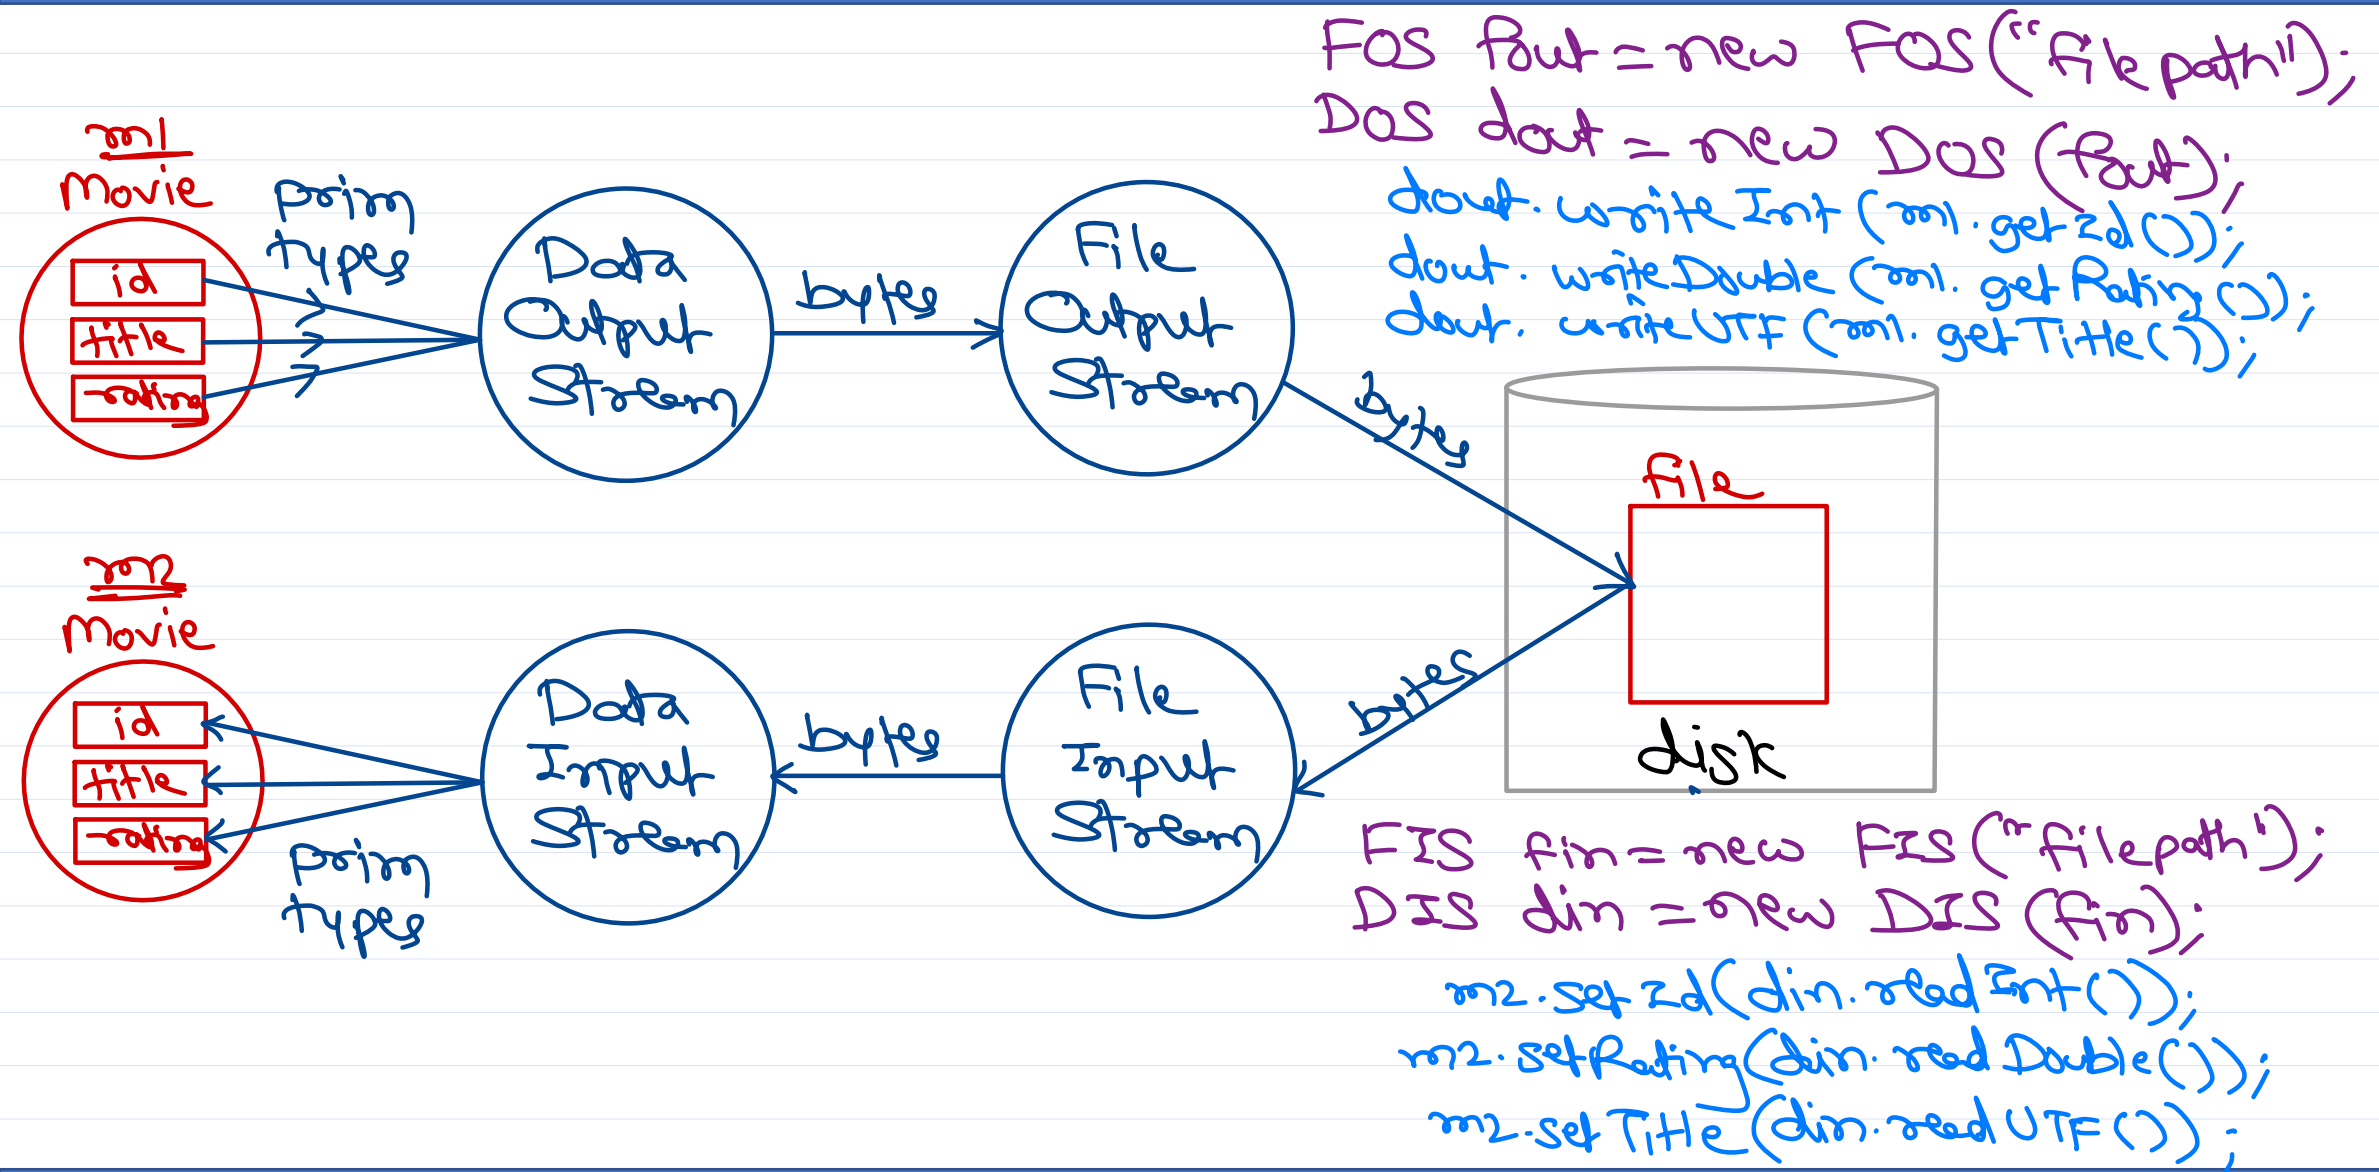 FOS fout = new FOS("file path");
DOS dout = new DOS (fout);
dout. writeInt (m1.getId());
dout. writeDouble (m1. getRating());
dout. writeUTF (m1. getTitle());
m1
Movie
id
title
rating
prim
types
Data
Output
Stream
bytes
File
Output
Stream
bytes
file
disk
m2
Movie
id
title
rating
prim
types
Data
Input
Stream
bytes
File
Input
Stream
bytes
FIS fin = new FIS("filepath");
DIS din = new DIS (fin);
m2.setId(din.readInt());
m2.setRating(din.readDouble());
m2.setTitle(din.readUTF());